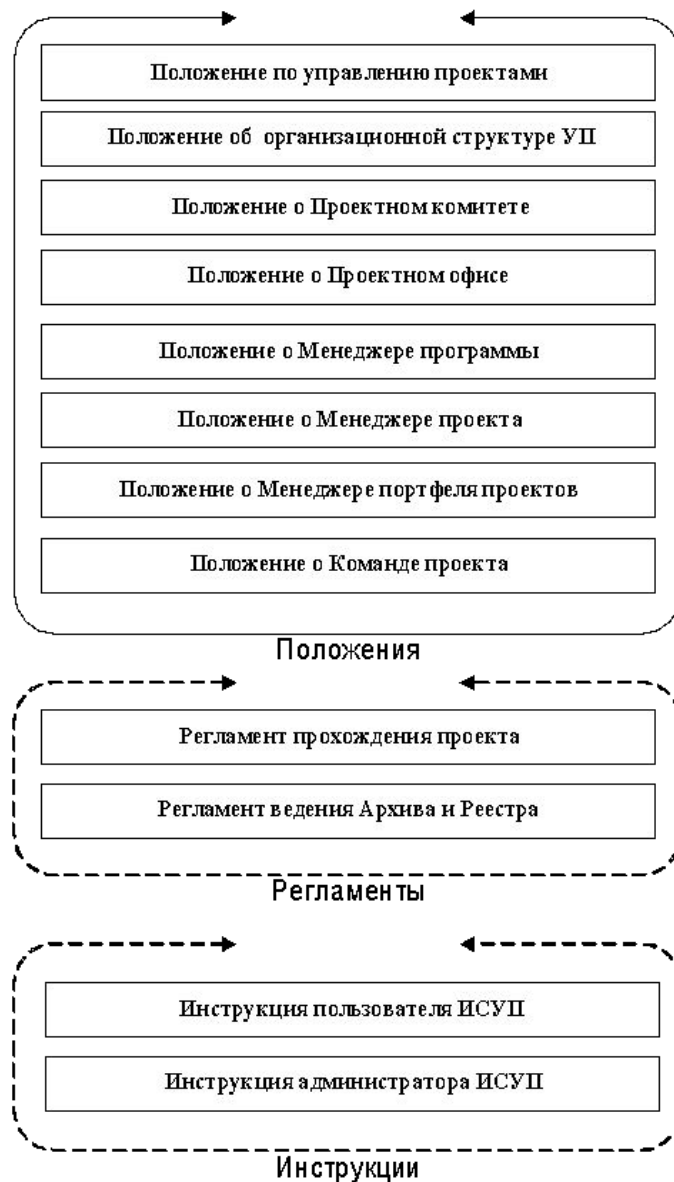 Положение по управлению проектами
Положение об организационной структуре УП
Положение о Проектном комитете
Положение о Проектном офисе
Положение о Менеджере программы
Положение о Менеджере проекта
Положение о Менеджере портфеля проектов
Положение о Команде проекта
Положения
Регламент прохождения проекта
Регламент ведения Архива и Реестра
Регламенты
Инструкция пользователя ИСУП
Инструкция администратора ИСУП
Инструкции